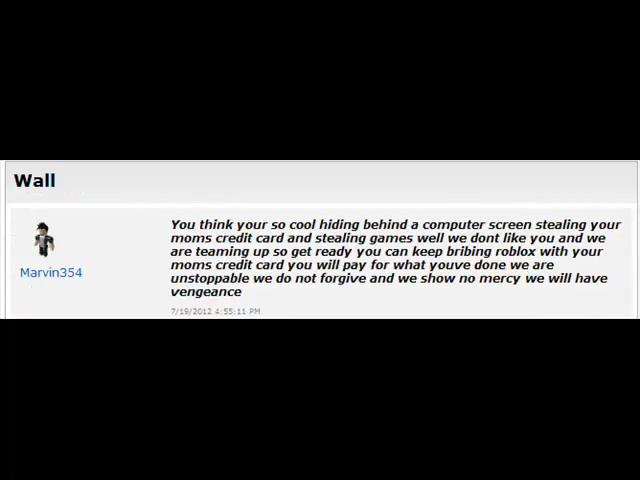 Wall
You think your so cool hiding behind a computer screen stealing your
moms credit card and stealing games well we dont like you and we
are teaming up so get ready you can keep bribing roblox with your
moms credit card you will pay for what youve done we are
unstoppable we do not forgive and we show no mercy we will have
vengeance
Marvin354
7/19/2012 4:55:11 PM